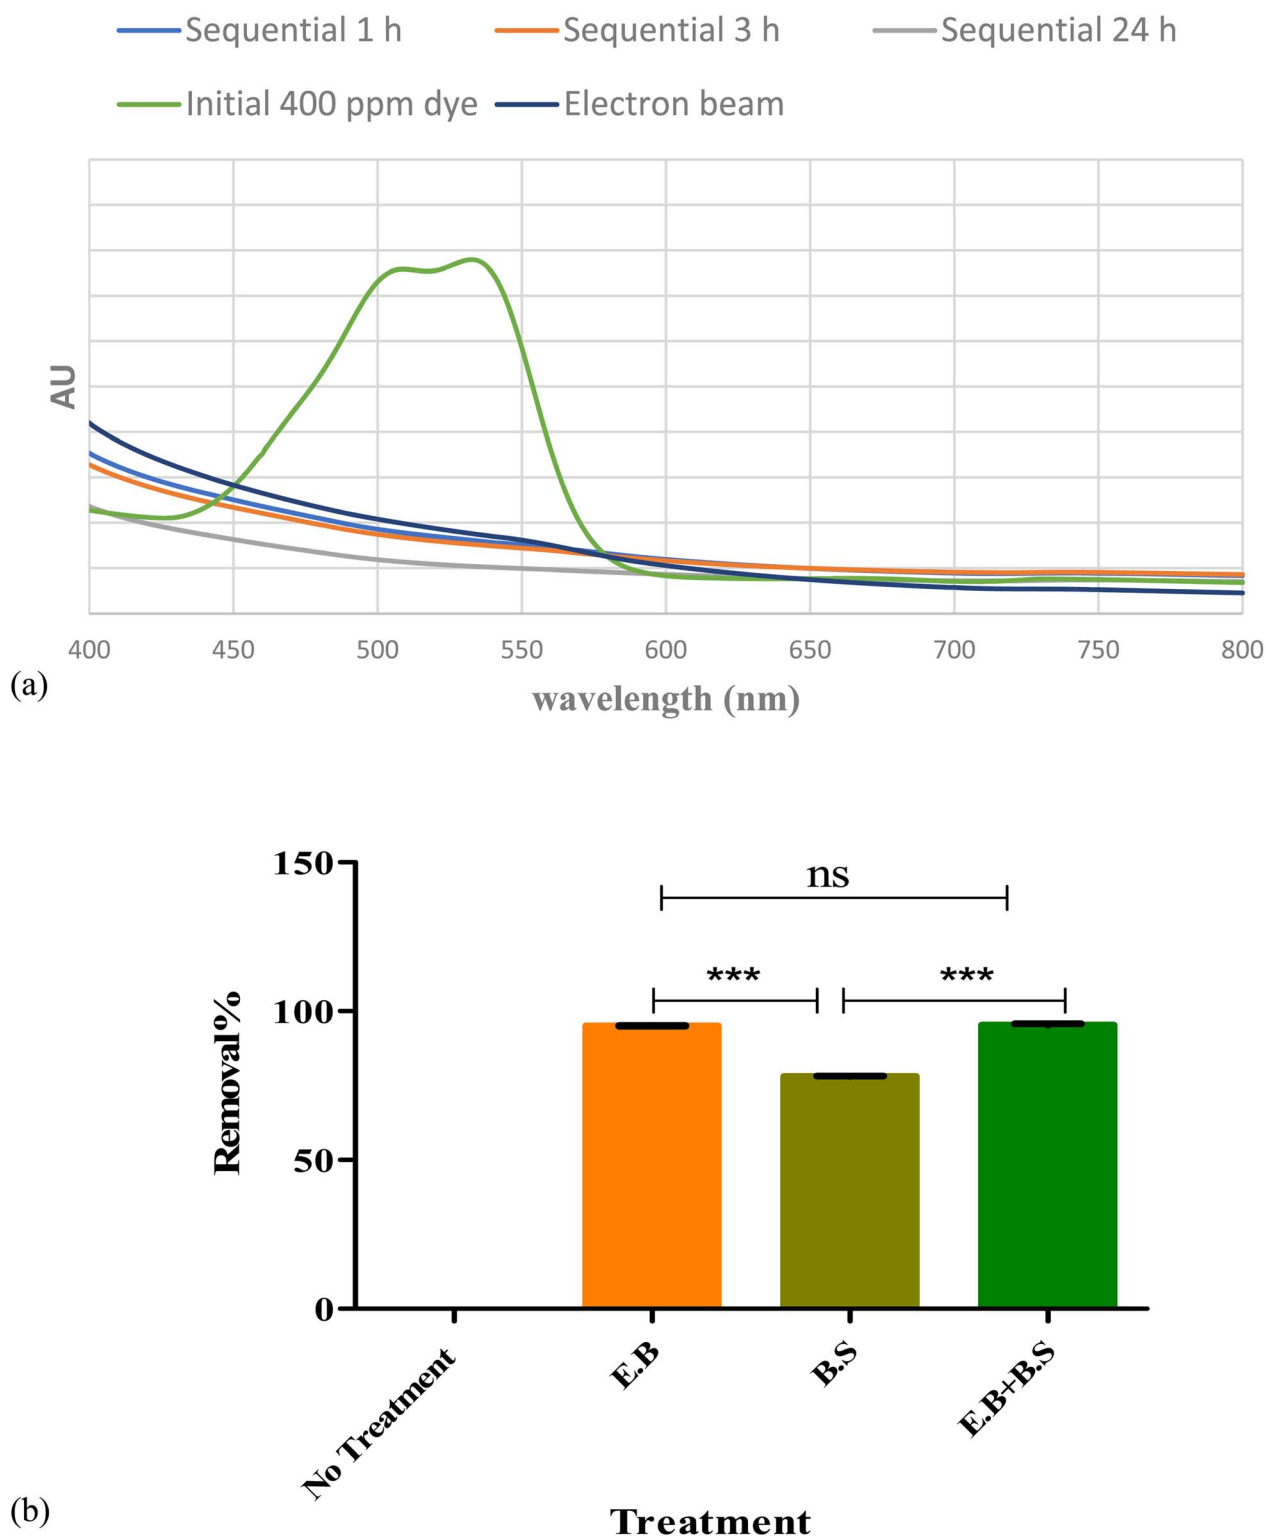 Sequential 1 h Sequential 3 h Sequential 24 h
Initial 400 ppm dye Electron beam
AU
400 450 500 550 600 650 700 750 800
(a)
wavelength (nm)
150
ns
*** ***
100
Removal%
50
0
No Treatment E.B B.S E.B+B.S
(b)
Treatment